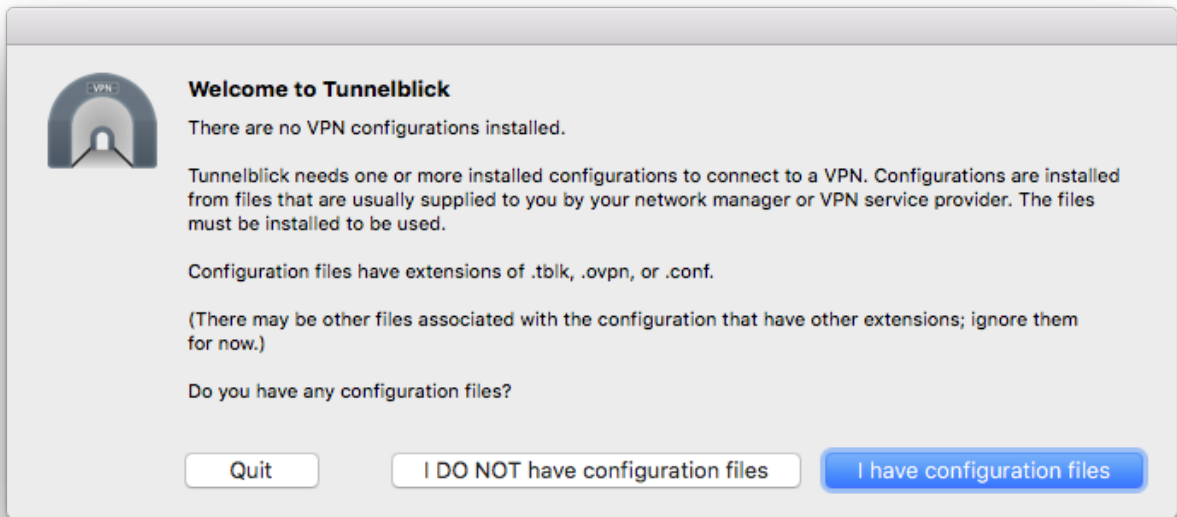 VPN
Welcome to Tunnelblick
There are no VPN configurations installed.
Tunnelblick needs one or more installed configurations to connect to a VPN. Configurations are installed
from files that are usually supplied to you by your network manager or VPN service provider. The files
must be installed to be used.
Configuration files have extensions of .tblk, .ovpn, or .conf.
(There may be other files associated with the configuration that have other extensions; ignore them
for now.)
Do you have any configuration files?
Quit
I DO NOT have configuration files
I have configuration files